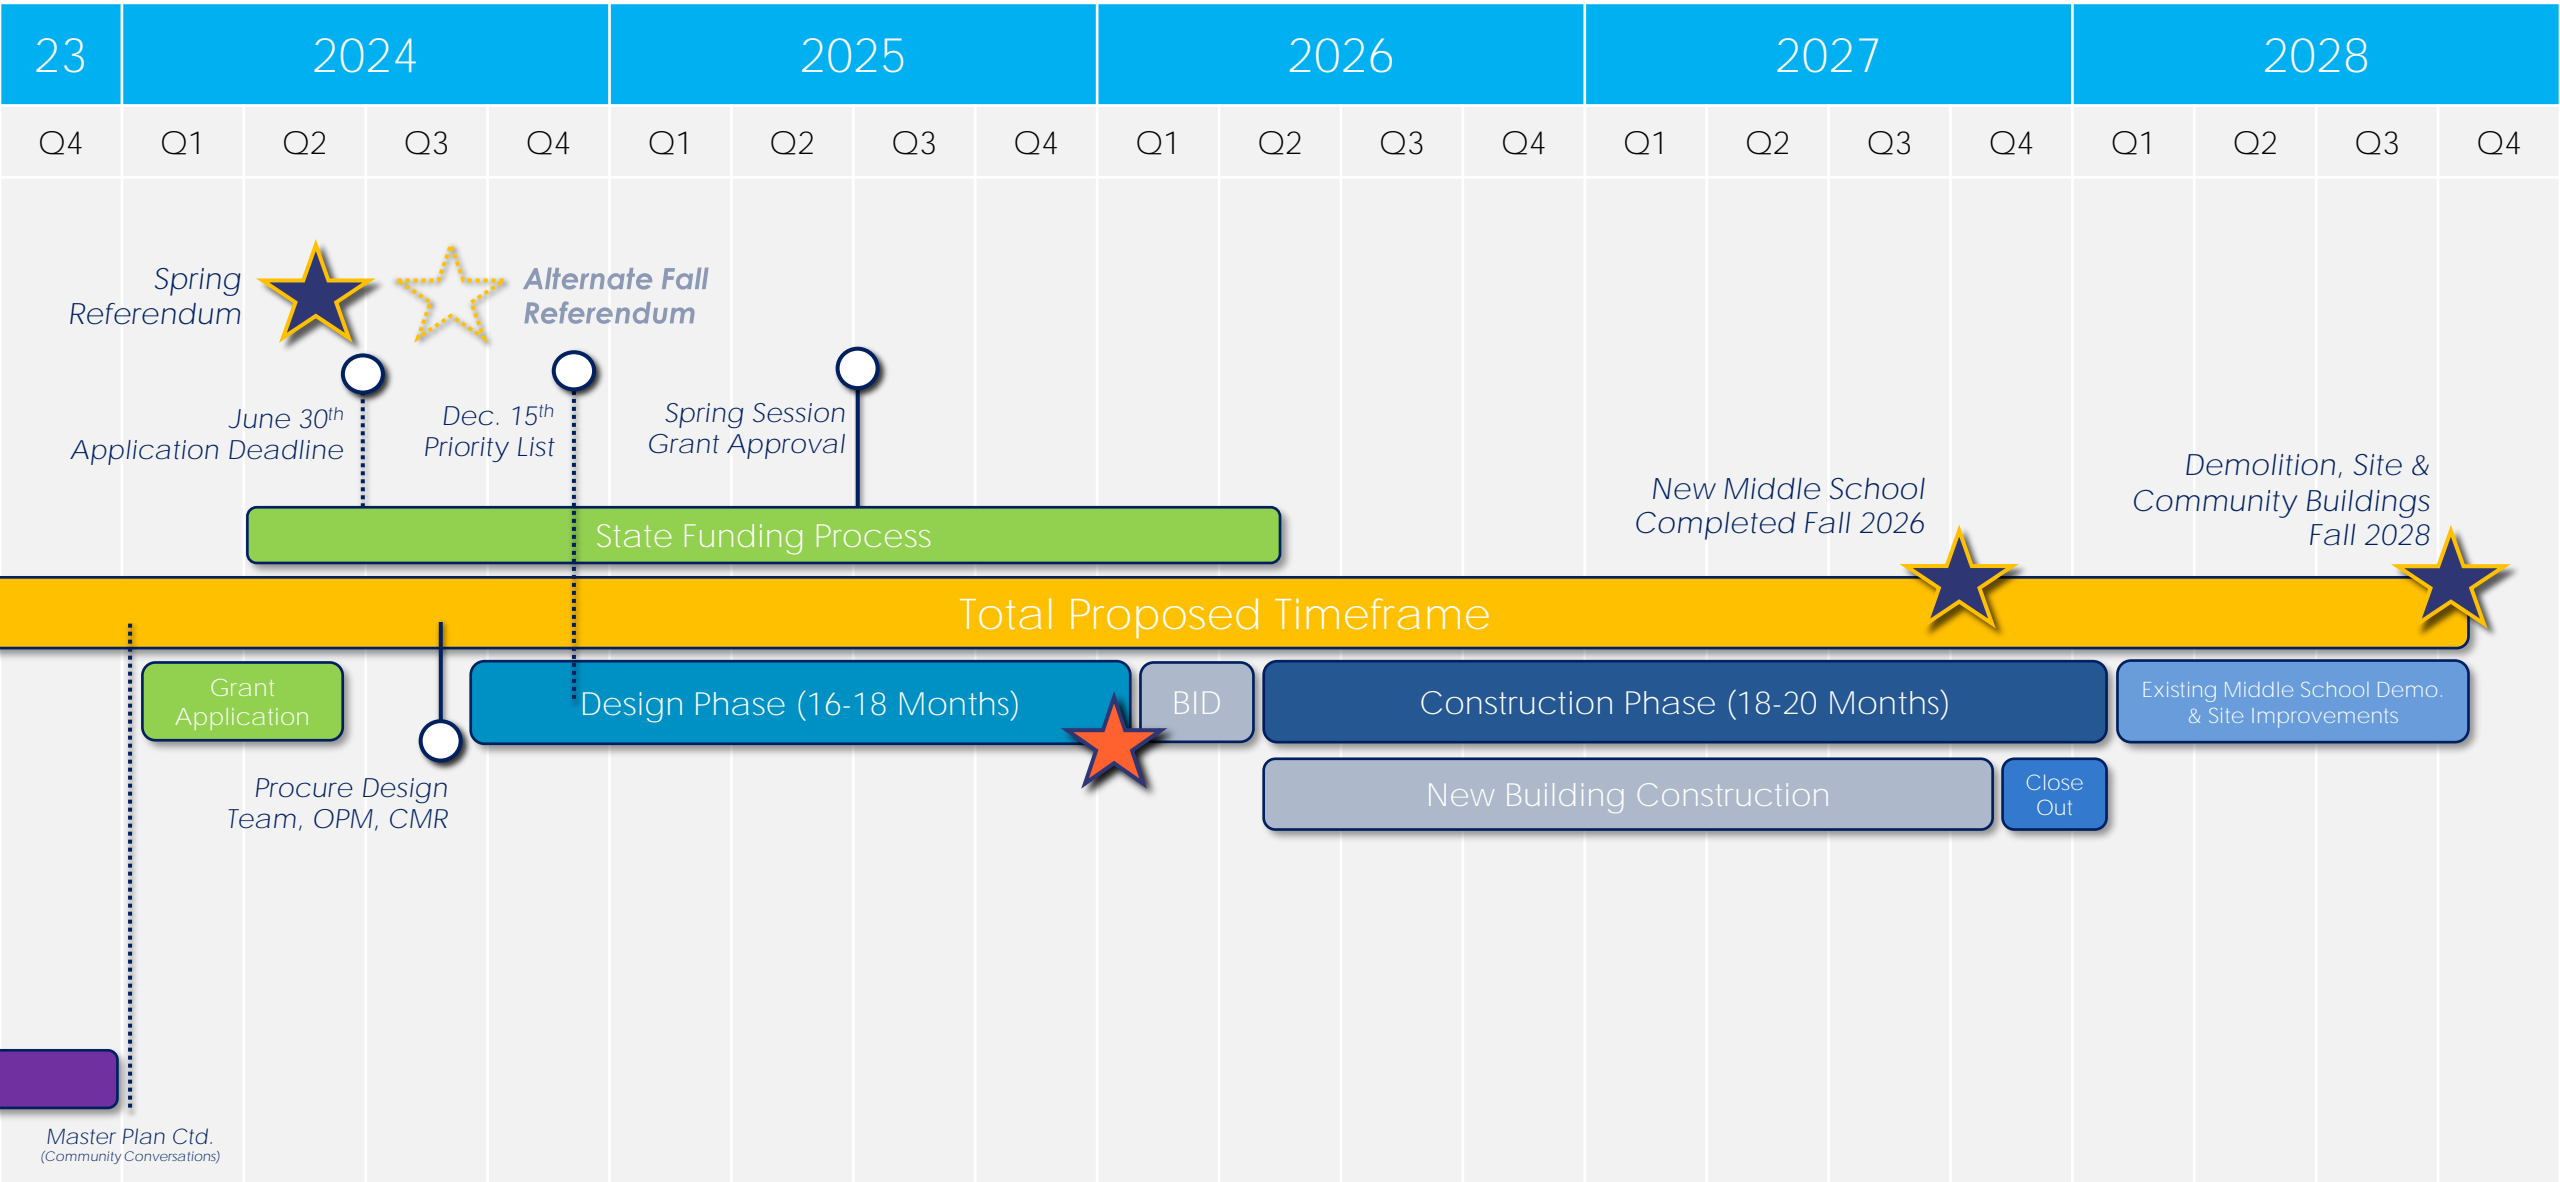 23 2024 2025 2026 2027 2028
Q4 Q1 Q2 Q3 Q4 Q1 Q2 Q3 Q4 Q1 Q2 Q3 Q4 Q1 Q2 Q3 Q4 Q1 Q2 Q3 Q4
Spring
Referendum
Alternate Fall
Referendum
June 30th
Application Deadline
Dec. 15th
Priority List
Spring Session
Grant Approval
New Middle School
Completed Fall 2026
Demolition, Site &
Community Buildings
Fall 2028
State Funding Process
Total Proposed Timeframe
Grant
Application
Design Phase (16-18 Months)
BID
Construction Phase (18-20 Months)
Existing Middle School Demo.
& Site Improvements
Procure Design
Team, OPM, CMR
New Building Construction
Close
Out
Master Plan Ctd.
(Community Conversations)